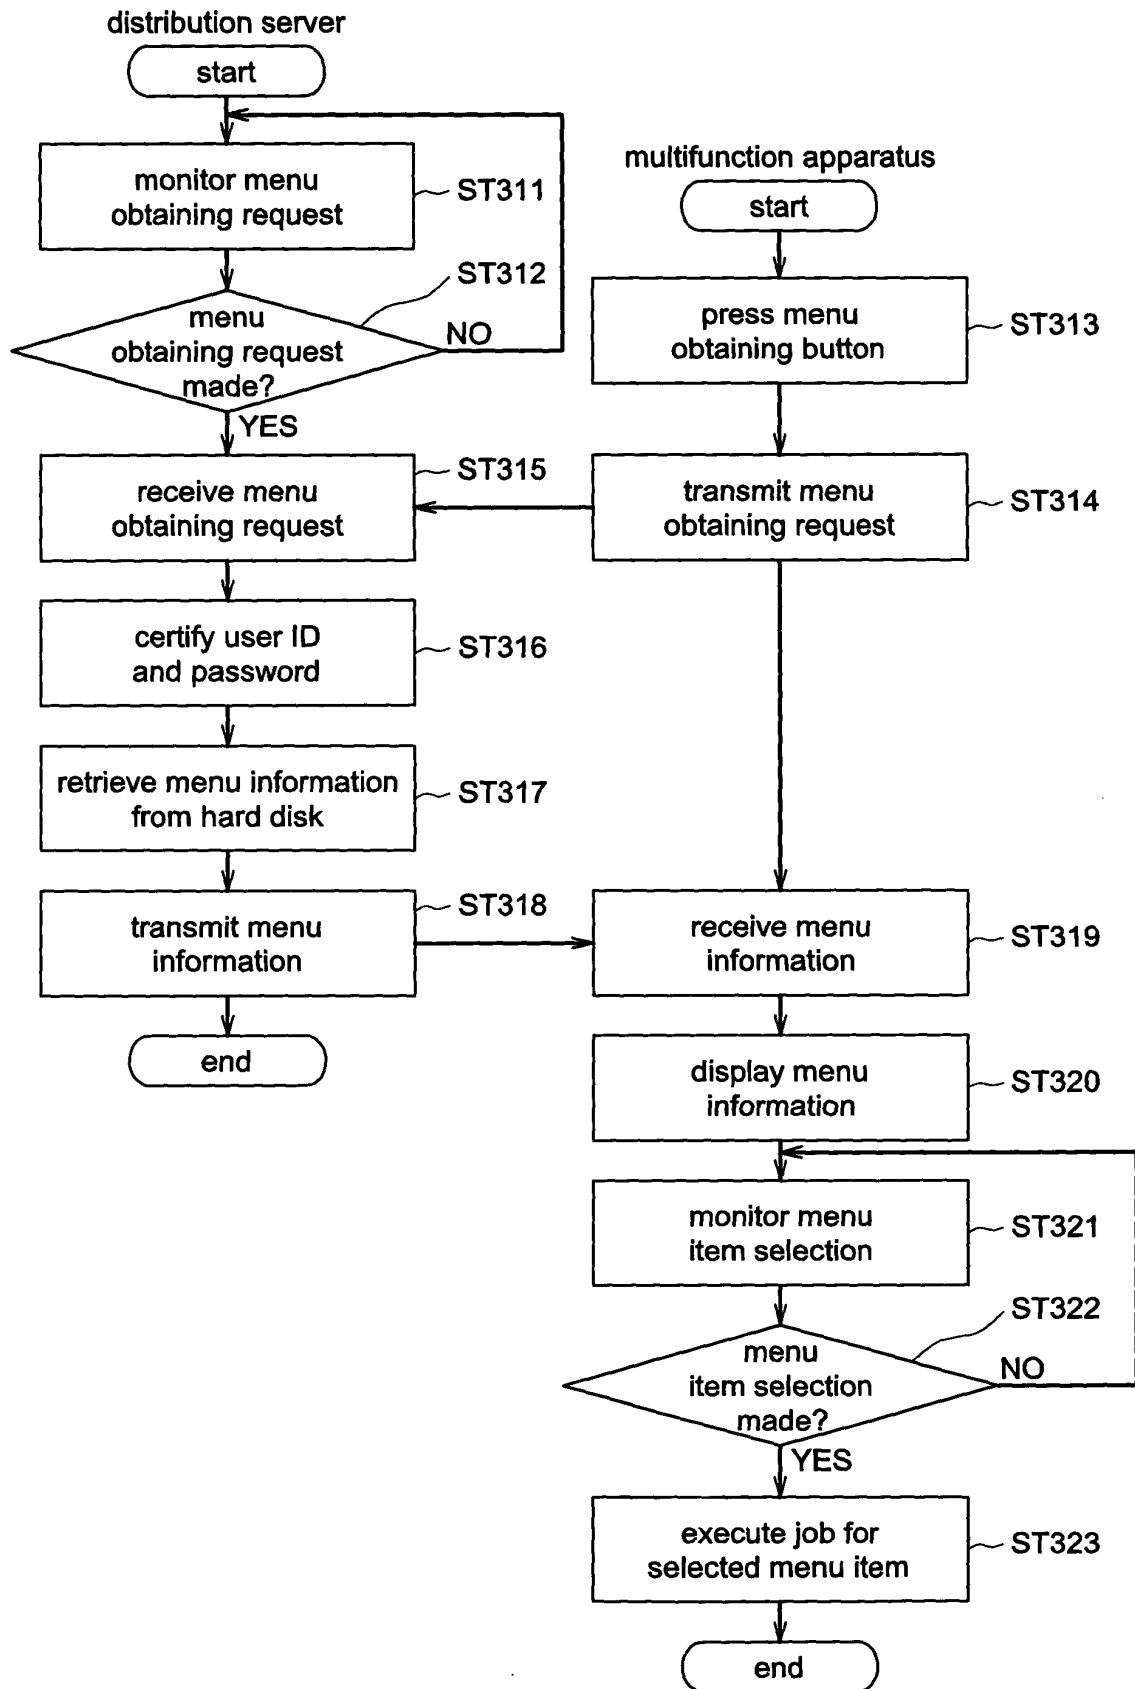 distribution server
start
monitor menu
obtaining request
ST311
menu
obtaining request
made?
ST312
NO
YES
receive menu
obtaining request
ST315
certify user ID
and password
ST316
retrieve menu information
from hard disk
ST317
transmit menu
information
ST318
end
multifunction apparatus
start
press menu
obtaining button
ST313
transmit menu
obtaining request
ST314
receive menu
information
ST319
display menu
information
ST320
monitor menu
item selection
ST321
menu
item selection
made?
ST322
NO
YES
execute job for
selected menu item
ST323
end